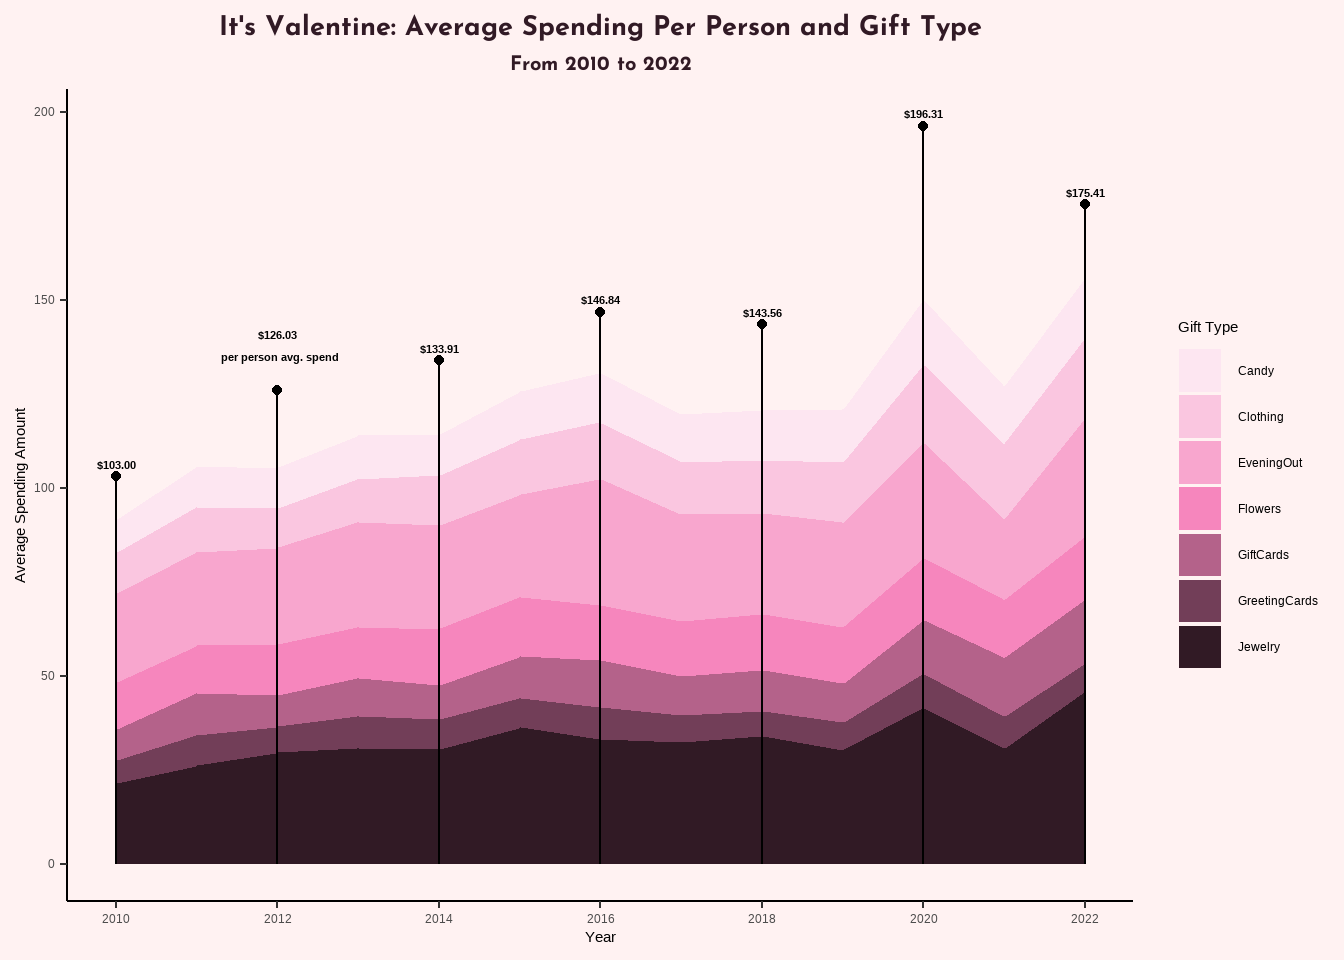 It's Valentine: Average Spending Per Person and Gift Type
From 2010 to 2022
200
150
100
50
0
Average Spending Amount
$103.00
$126.03
per person avg. spend
$133.91
$146.84
$143.56
$196.31
$175.41
2010
2012
2014
2016
2018
2020
2022
Year
Gift Type
Candy
Clothing
EveningOut
Flowers
GiftCards
GreetingCards
Jewelry